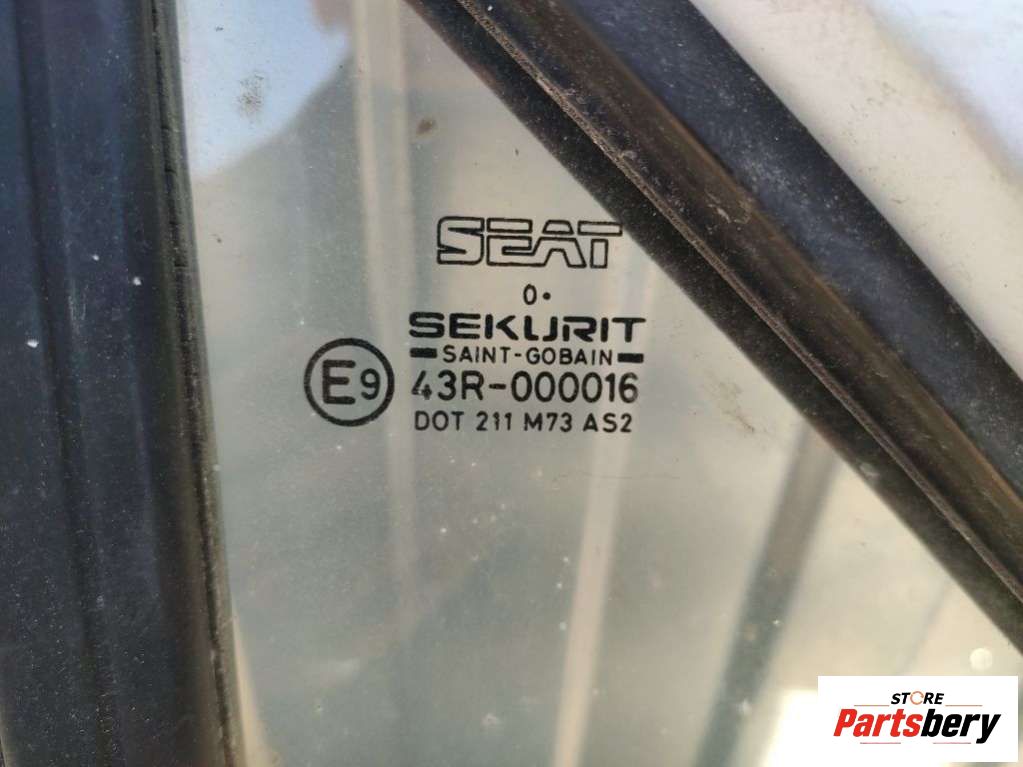 SEAT
0•
SEKURIT
SAINT-GOBAIN
E9 43R-000016
DOT 211 M73 AS2
STORE
Partsbery